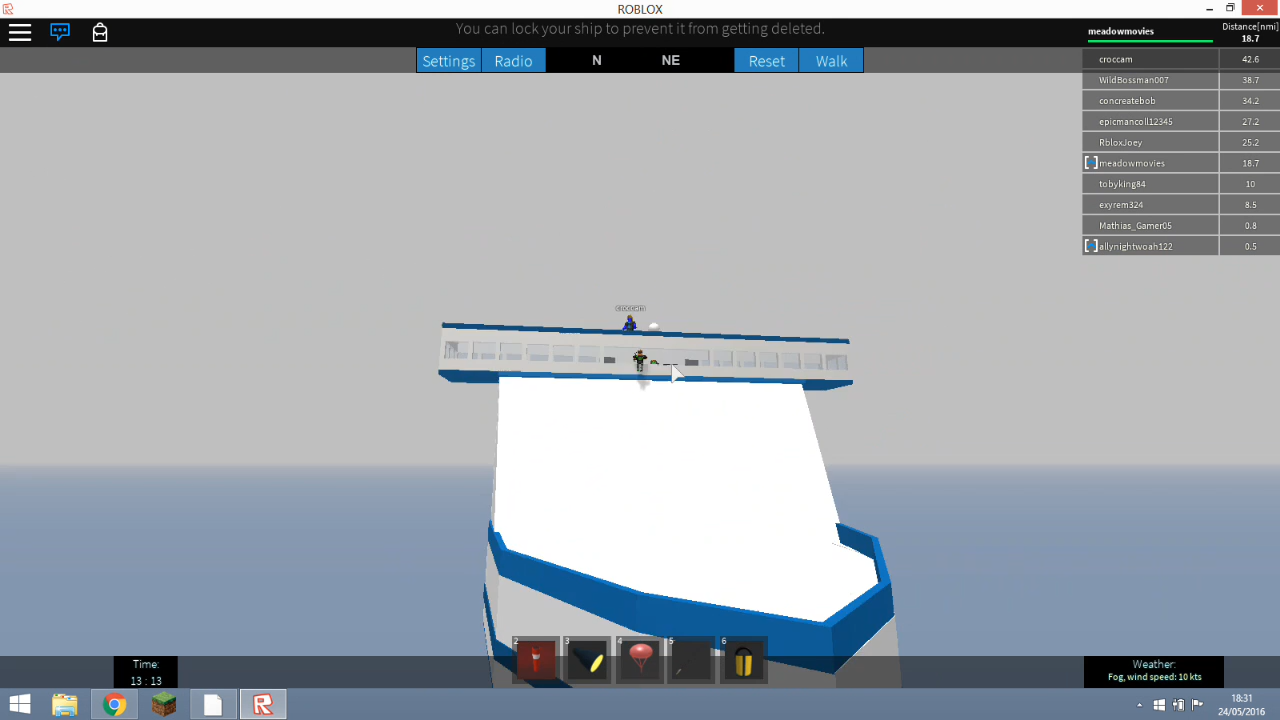 ROBLOX
You can lock your ship to prevent it from getting deleted.
meadowmovies
Distance[nmi]
18.7
Settings Radio N NE Reset Walk
croccam 42.6
WildBossman007 38.7
concreatebob 34.2
epicmancoll12345 27.2
RbloxJoey 25.2
meadowmovies 18.7
tobyking84 10
exyrem324 8.5
Mathias_Gamer05 0.8
allynightwoah122 0.5
croccam
2 3 4 5 6
Time:
13 : 13
Weather:
Fog, wind speed: 10 kts
18:31
24/05/2016